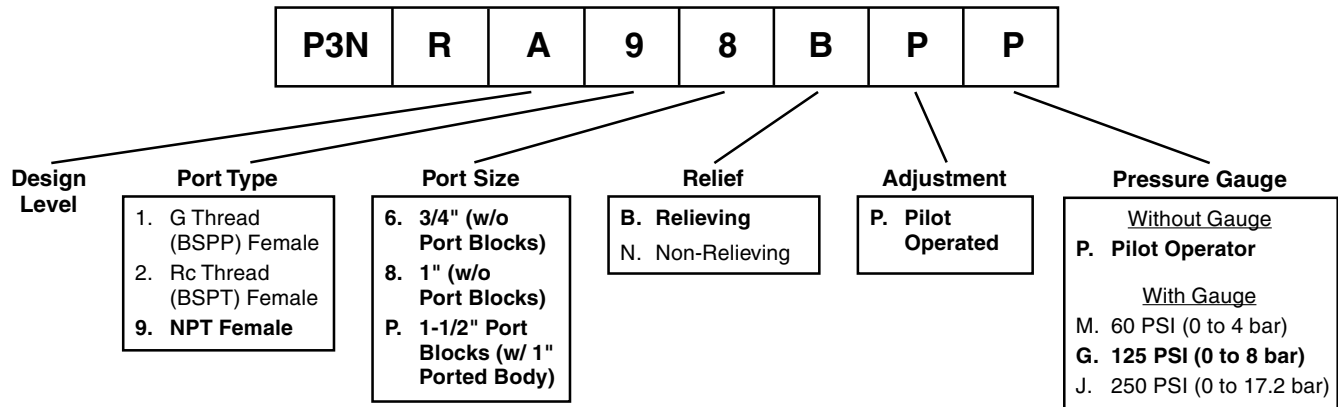 P3N R A 9 8 B P P
Design
Level
Port Type
1. G Thread
(BSPP) Female
2. Rc Thread
(BSPT) Female
9. NPT Female
Port Size
6. 3/4" (w/o
Port Blocks)
8. 1" (w/o
Port Blocks)
P. 1-1/2" Port
Blocks (w/ 1"
Ported Body)
Relief
B. Relieving
N. Non-Relieving
Adjustment
P. Pilot
Operated
Pressure Gauge
Without Gauge
P. Pilot Operator
With Gauge
M. 60 PSI (0 to 4 bar)
G. 125 PSI (0 to 8 bar)
J. 250 PSI (0 to 17.2 bar)